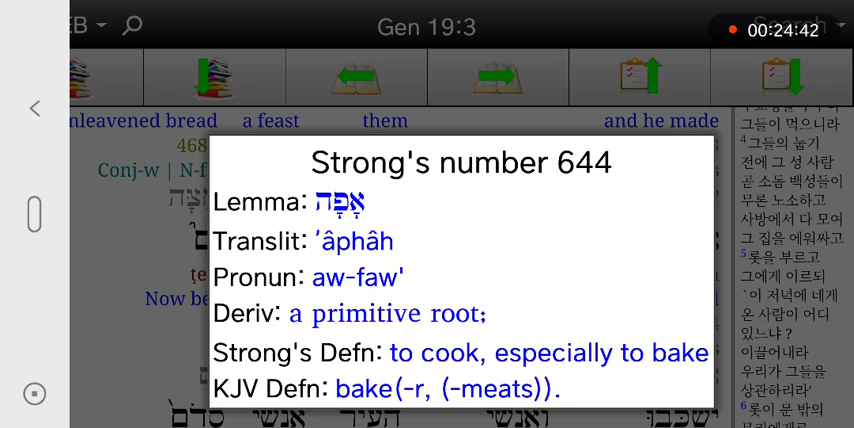 EB
Gen 19:3
00:24:42
unleavened bread a feast them and he made
468
Conj-w | N-f
Now be
Strong's number 644
Lemma: אָפָה
Translit: ʼâphâh
Pronun: aw-faw'
Deriv: a primitive root;
Strong's Defn: to cook, especially to bake
KJV Defn: bake(-r, (-meats)).
그들이 먹으니라
4 그들의 눕기
전에 그 성 사람
곧 소돔 백성들이
무론 노소하고
사방에서 다 모여
그 집을 에워싸고
5 롯을 부르고
그에게 이르되
`이 저녁에 네게
온 사람이 어디
있느냐 ?
이끌어내라
우리가 그들을
상관하리라'
6 롯이 문 밖의